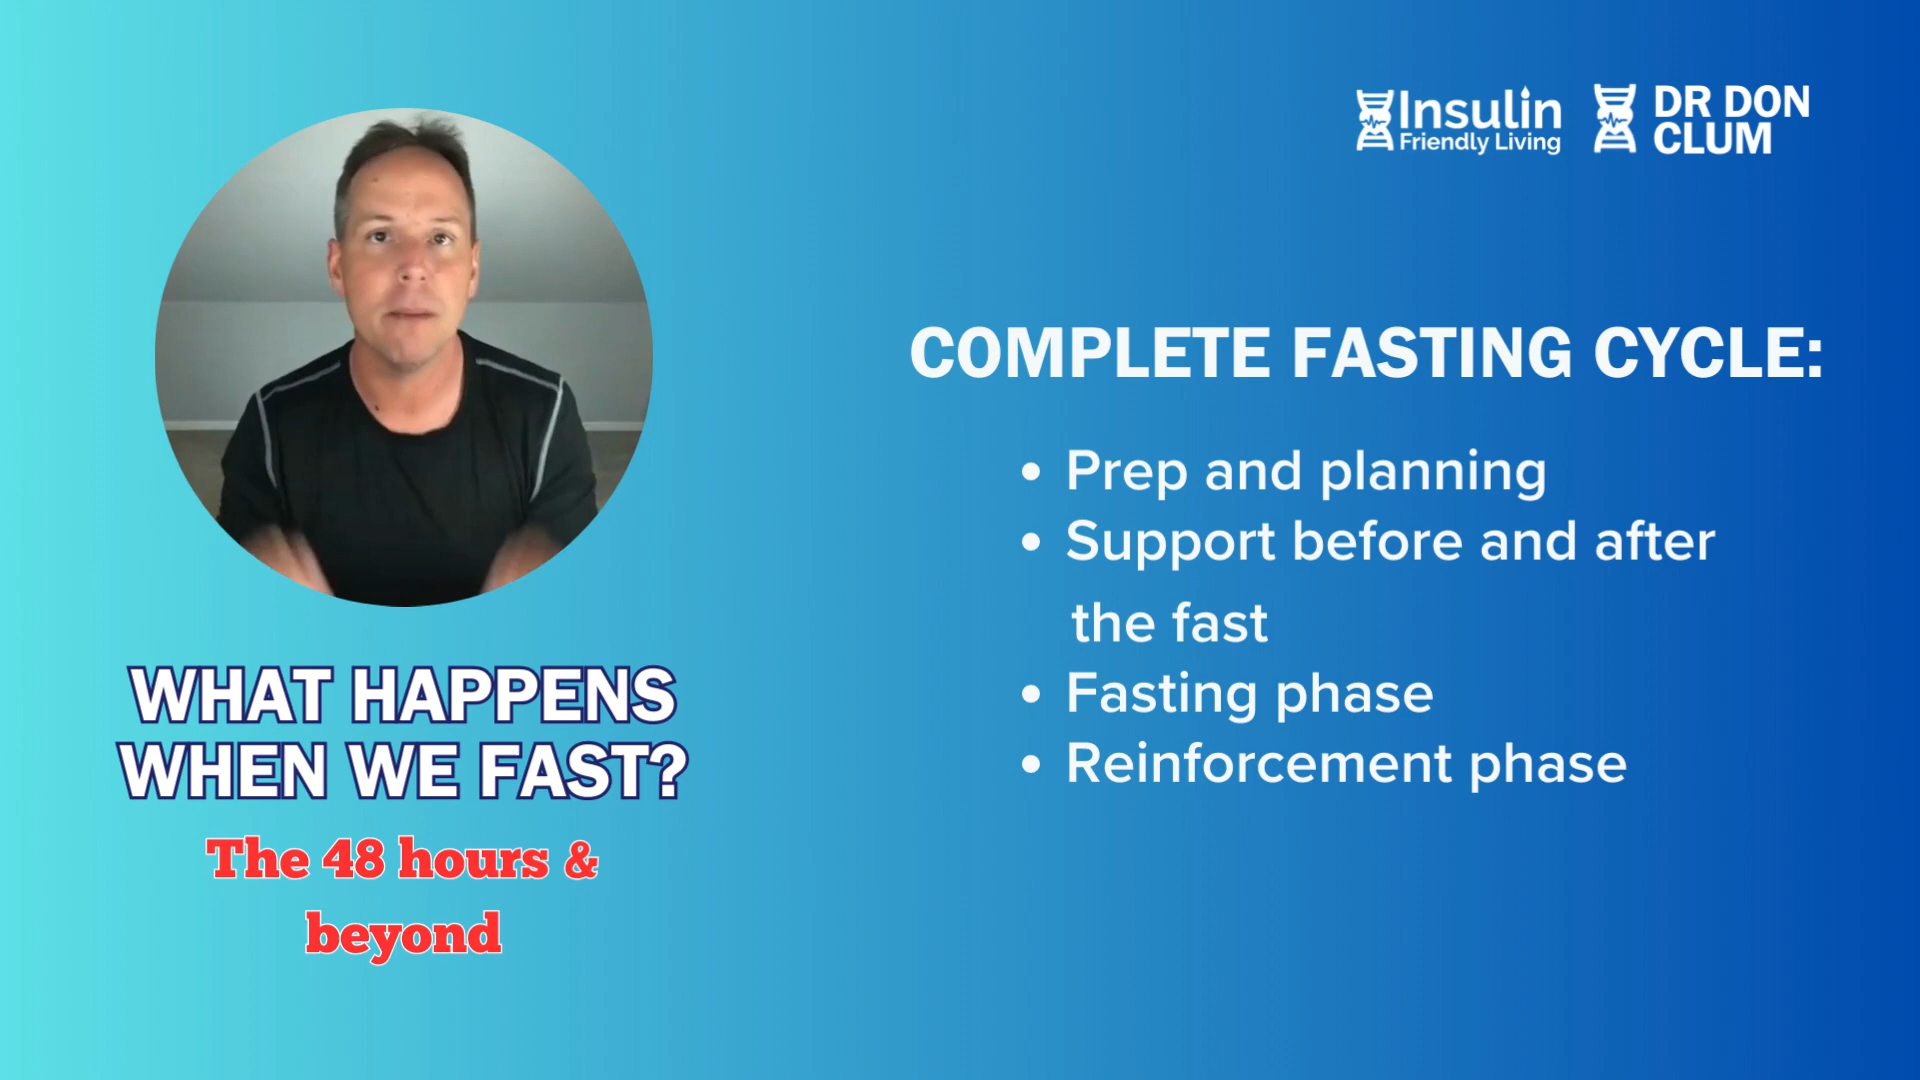 Insulin
Friendly Living
DR DON
CLUM
COMPLETE FASTING CYCLE:
• Prep and planning
• Support before and after
the fast
• Fasting phase
• Reinforcement phase
WHAT HAPPENS
WHEN WE FAST?
The 48 hours &
beyond